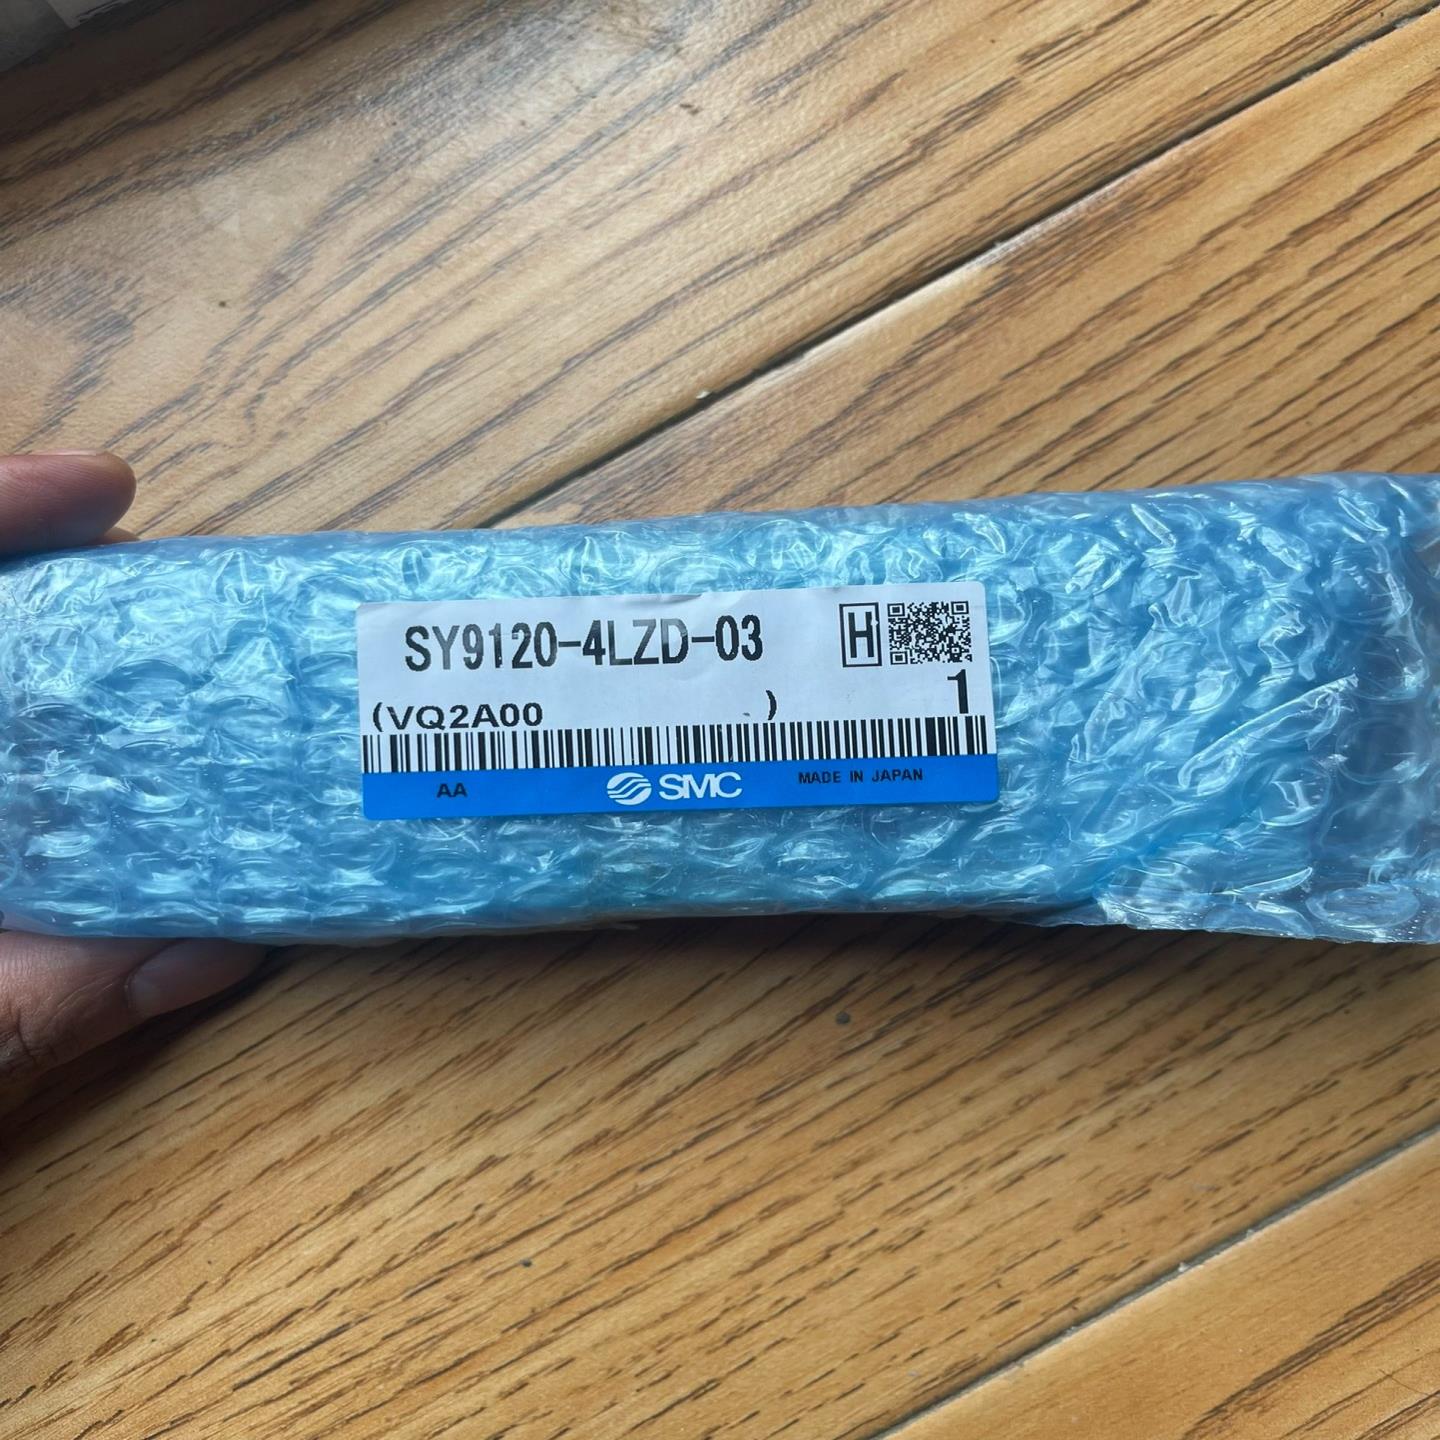 SY9120-4LZD-03 H
(VQ2A00 ) 1
AA SMC MADE IN JAPAN